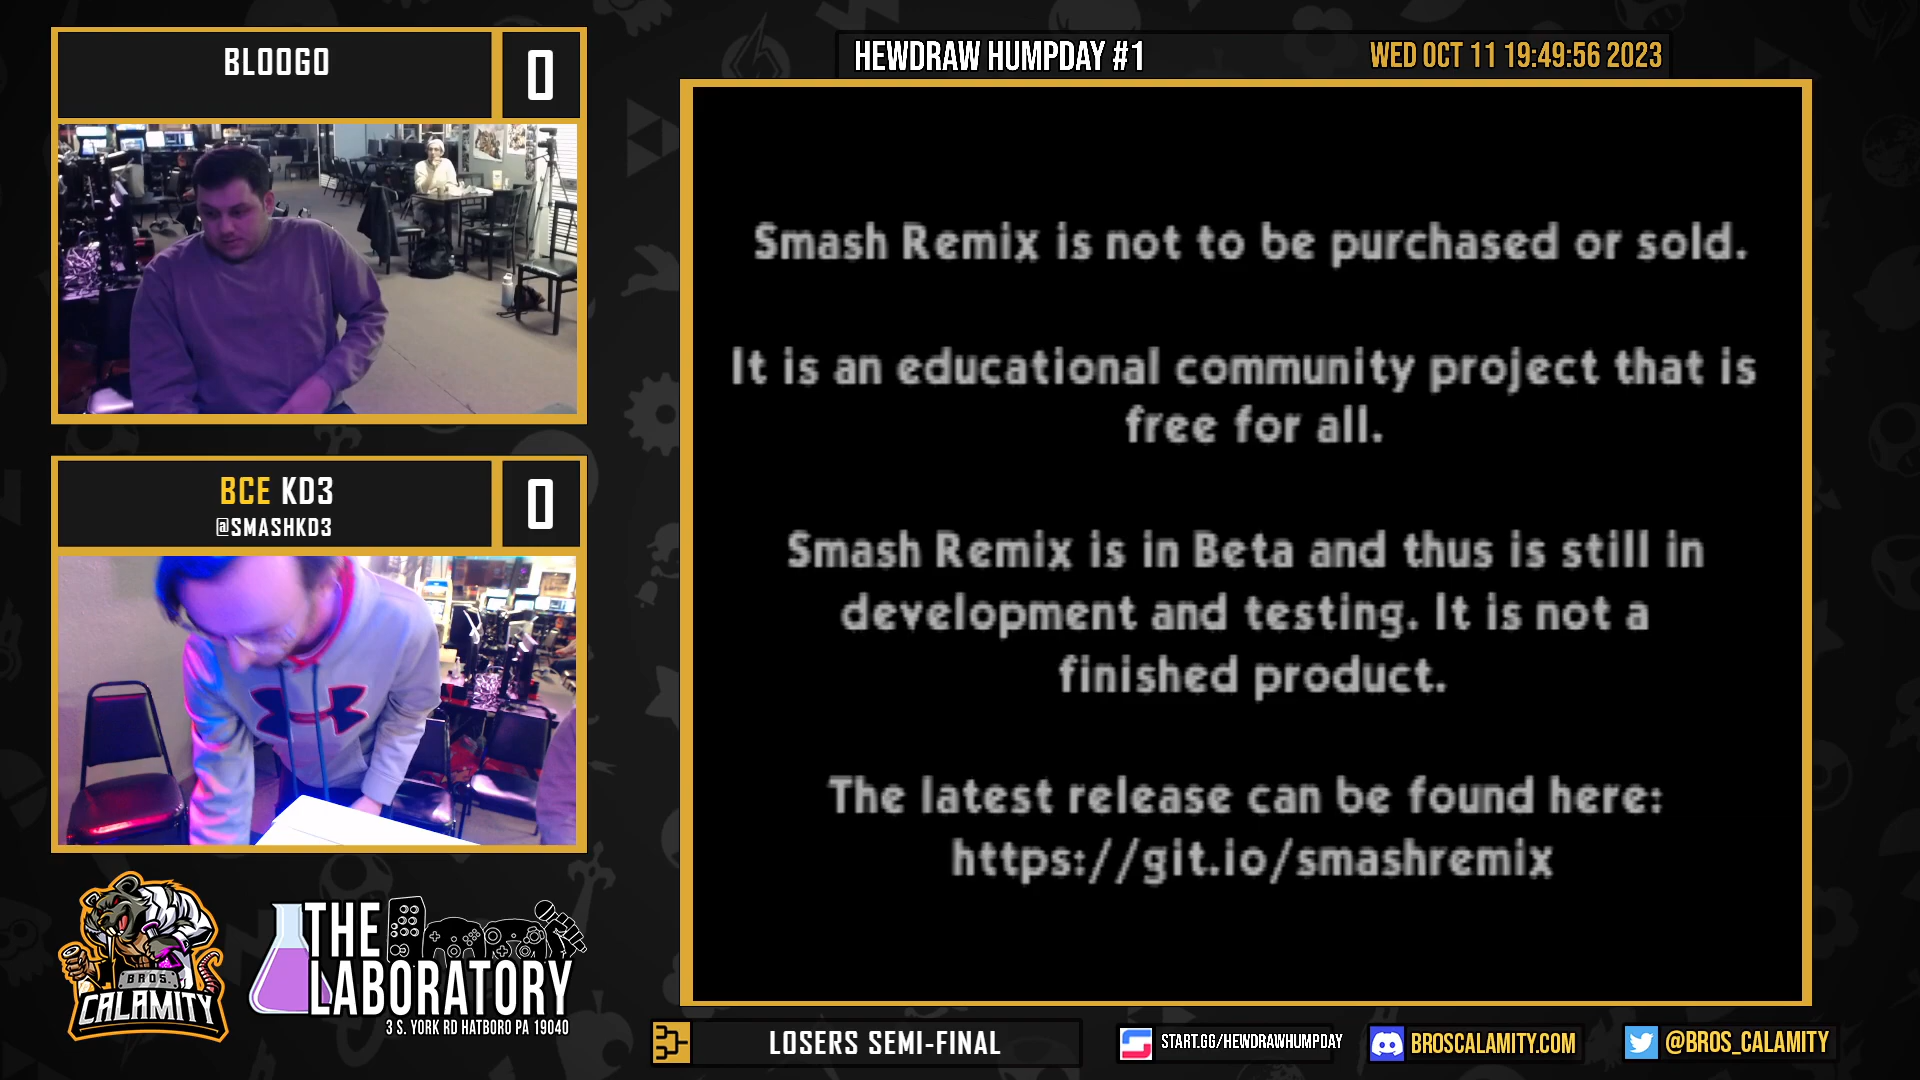 BLOOGO
0
HEWDRAW HUMPDAY #1
WED OCT 11 19:49:56 2023
BCE KD3
@SMASHKD3
0
Smash Remix is not to be purchased or sold.
It is an educational community project that is
free for all.
Smash Remix is in Beta and thus is still in
development and testing. It is not a
finished product.
The latest release can be found here:
https://git.io/smashremix
BROS.
CALAMITY
THE
LABORATORY
3 S. YORK RD HATBORO PA 19040
LOSERS SEMI-FINAL
START.GG/HEWDRAWHUMPDAY
BROSCALAMITY.COM
@BROS_CALAMITY